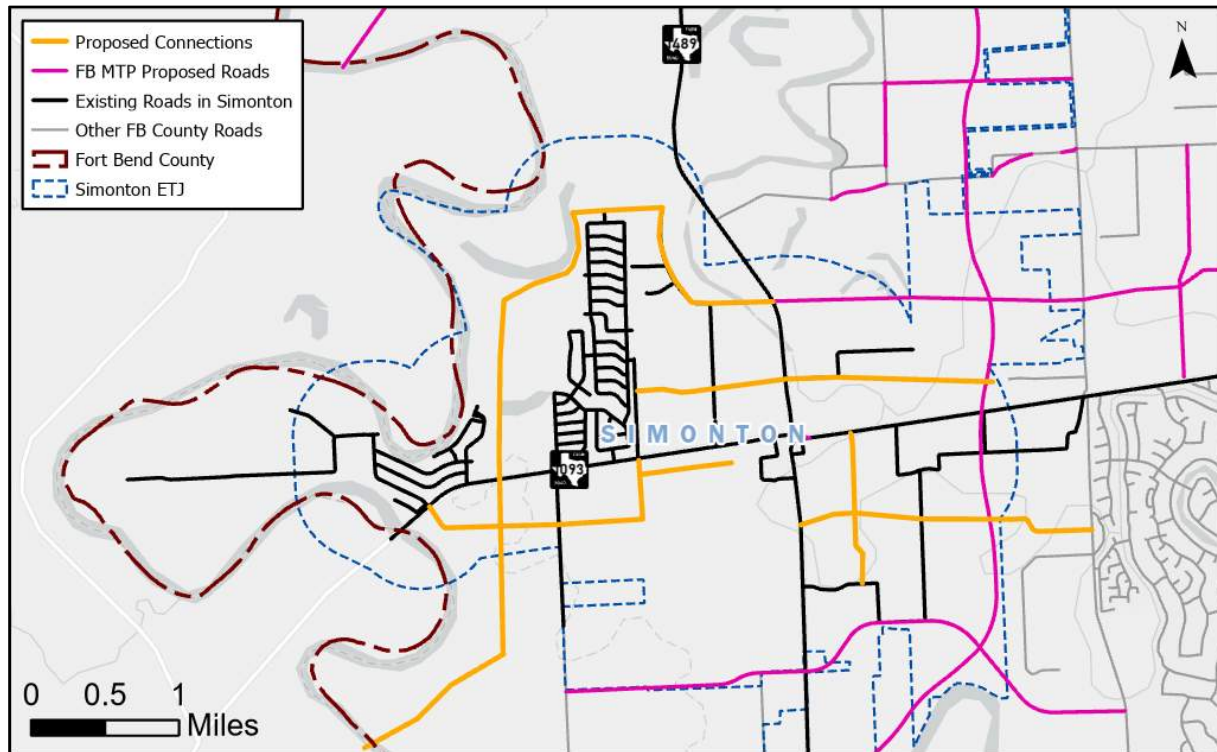 Proposed Connections
FB MTP Proposed Roads
Existing Roads in Simonton
Other FB County Roads
Fort Bend County
Simonton ETJ
1489
N
SIMONTON
1093
0 0.5 1
Miles